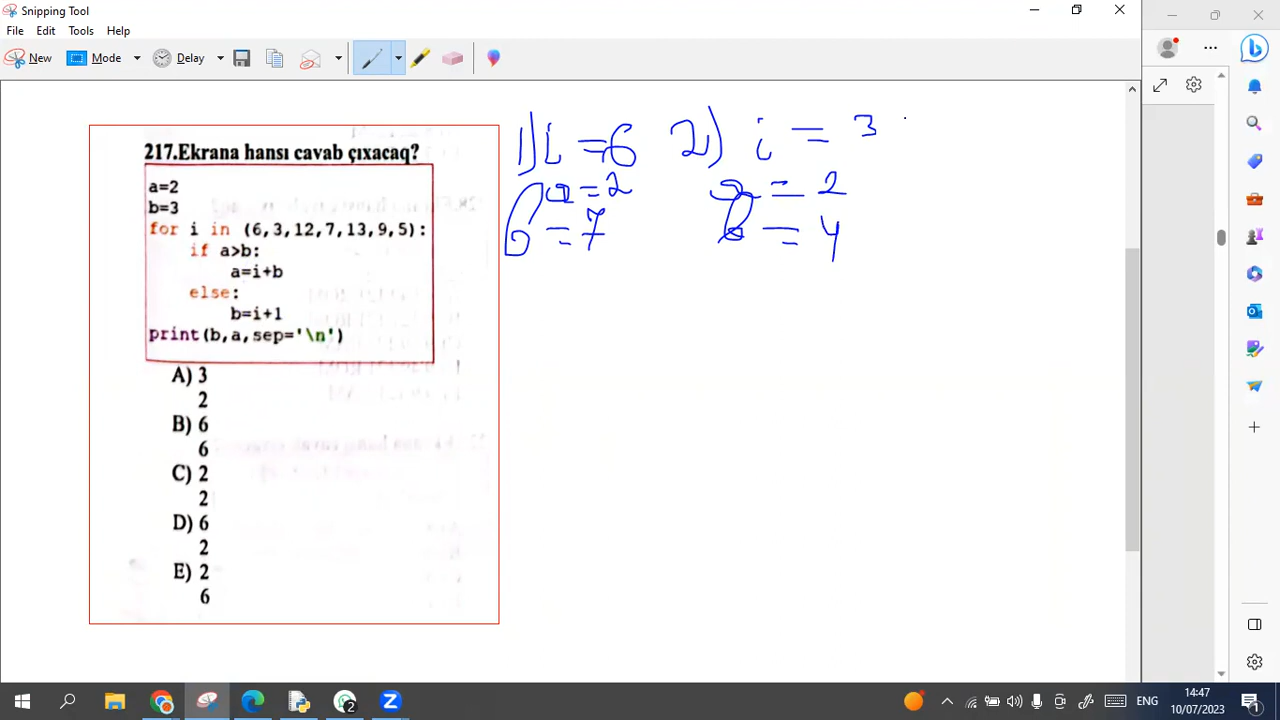 Snipping Tool
File Edit Tools Help
New Mode Delay
217.Ekrana hansı cavab çıxacaq?
a=2
b=3
for i in (6,3,12,7,13,9,5):
if a>b:
a=i+b
else:
b=i+1
print(b,a,sep='\n')
A) 3
2
B) 6
6
C) 2
2
D) 6
2
E) 2
6
1) i = 6 2) i = 3
a = 2 a = 2
b = 7 b = 4
ENG
14:47
10/07/2023